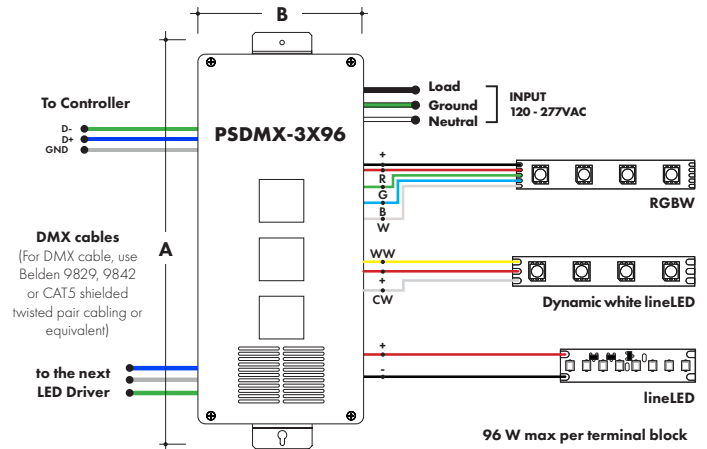 B
To Controller
D-
D+
GND
PSDMX-3X96
Load
Ground
Neutral
INPUT
120 - 277VAC
+
R
G
B
W
RGBW
DMX cables
(For DMX cable, use
Belden 9829, 9842
or CAT5 shielded
twisted pair cabling or
equivalent)
A
WW
+
CW
Dynamic white lineLED
to the next
LED Driver
+
-
lineLED
96 W max per terminal block